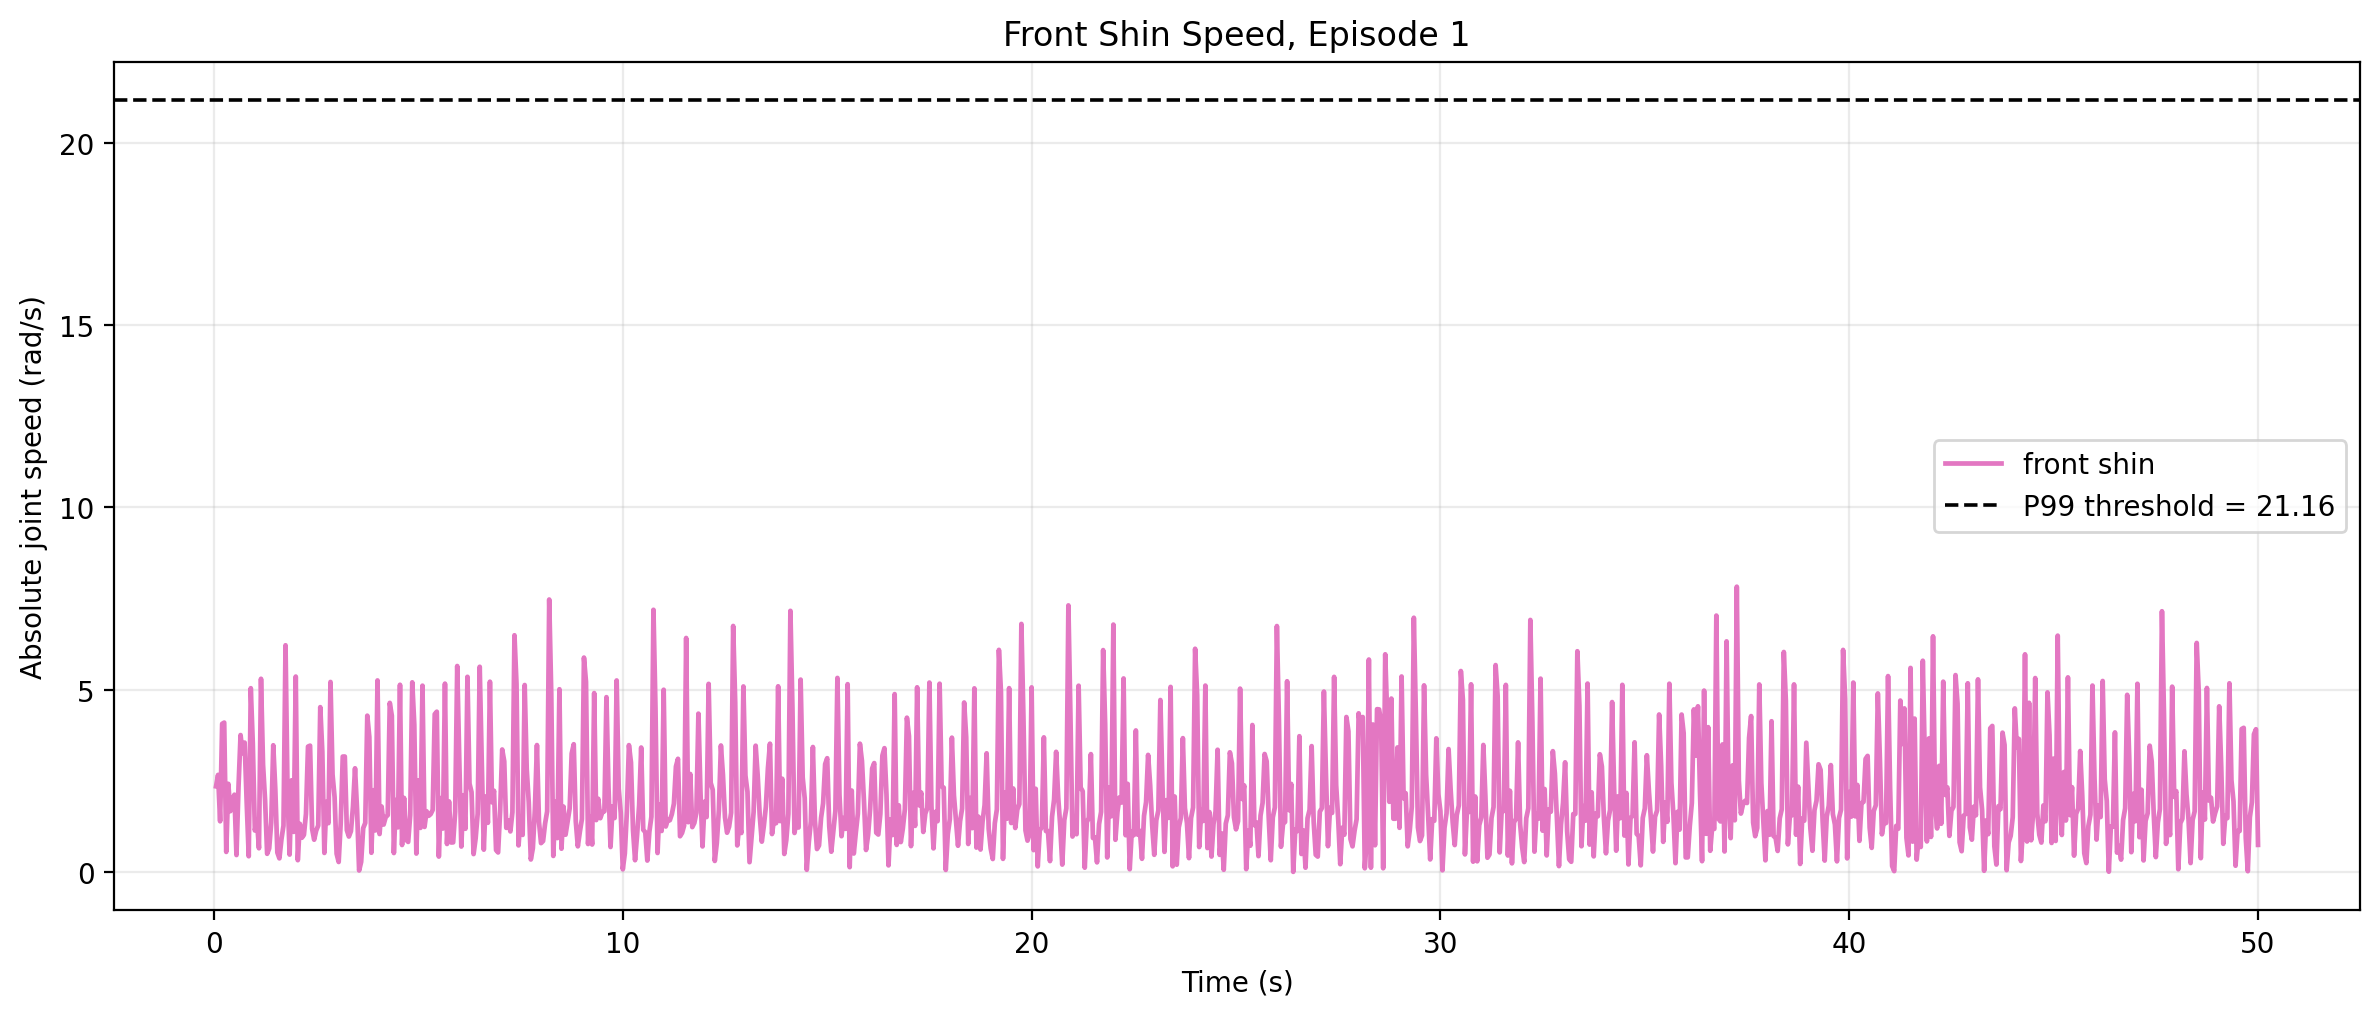 Front Shin Speed, Episode 1
Absolute joint speed (rad/s)
20
15
10
5
0
front shin
P99 threshold = 21.16
0 10 20 30 40 50
Time (s)